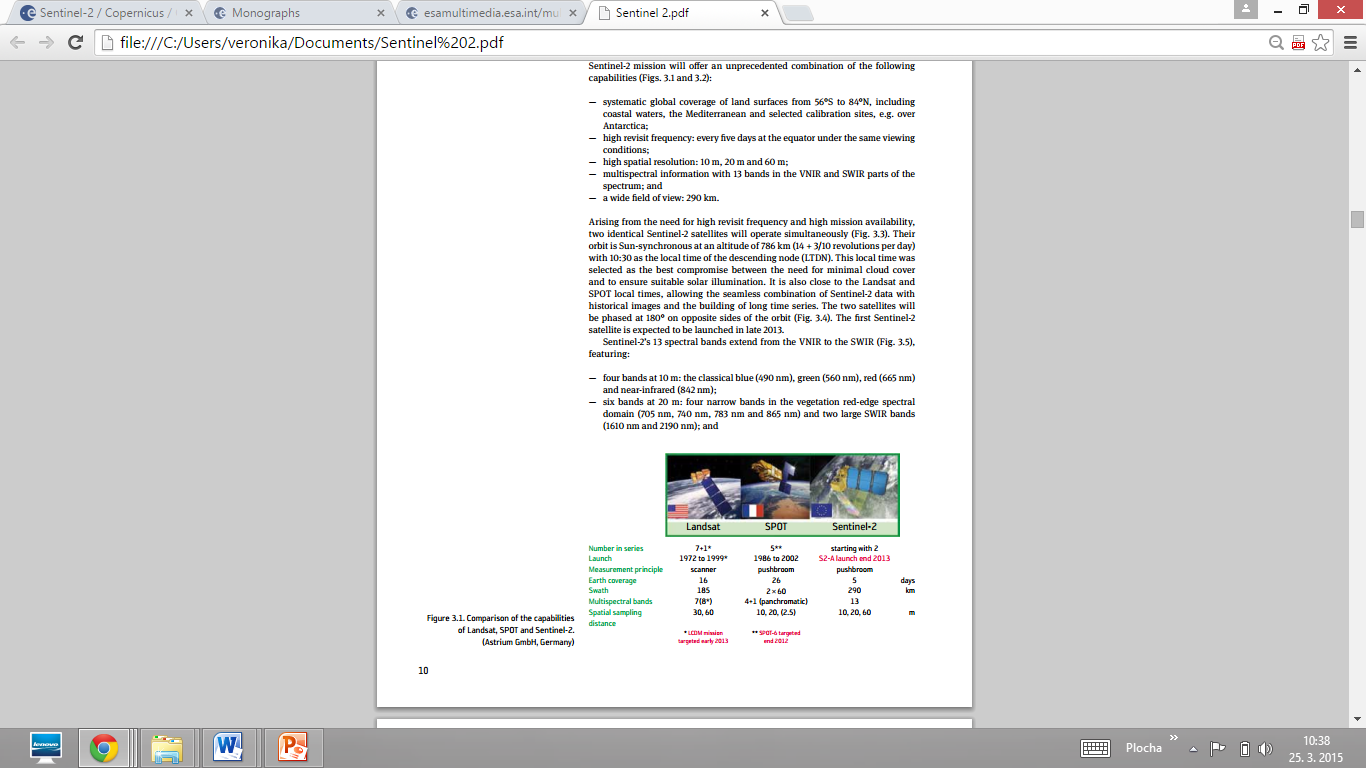 Sentinel-2 / Copernicus /
Monographs
esamultimedia.esa.int/mul
Sentinel 2.pdf
file:///C:/Users/veronika/Documents/Sentinel%202.pdf
Sentinel-2 mission will offer an unprecedented combination of the following
capabilities (Figs. 3.1 and 3.2):
— systematic global coverage of land surfaces from 56°S to 84°N, including
coastal waters, the Mediterranean and selected calibration sites, e.g. over
Antarctica;
— high revisit frequency: every five days at the equator under the same viewing
conditions;
— high spatial resolution: 10 m, 20 m and 60 m;
— multispectral information with 13 bands in the VNIR and SWIR parts of the
spectrum; and
— a wide field of view: 290 km.
Arising from the need for high revisit frequency and high mission availability,
two identical Sentinel-2 satellites will operate simultaneously (Fig. 3.3). Their
orbit is Sun-synchronous at an altitude of 786 km (14 + 3/10 revolutions per day)
with 10:30 as the local time of the descending node (LTDN). This local time was
selected as the best compromise between the need for minimal cloud cover
and to ensure suitable solar illumination. It is also close to the Landsat and
SPOT local times, allowing the seamless combination of Sentinel-2 data with
historical images and the building of long time series. The two satellites will
be phased at 180° on opposite sides of the orbit (Fig. 3.4). The first Sentinel-2
satellite is expected to be launched in late 2013.
Sentinel-2's 13 spectral bands extend from the VNIR to the SWIR (Fig. 3.5),
featuring:
— four bands at 10 m: the classical blue (490 nm), green (560 nm), red (665 nm)
and near-infrared (842 nm);
— six bands at 20 m: four narrow bands in the vegetation red-edge spectral
domain (705 nm, 740 nm, 783 nm and 865 nm) and two large SWIR bands
(1610 nm and 2190 nm); and
Landsat SPOT Sentinel-2
Number in series 7+1* 5** starting with 2
Launch 1972 to 1999* 1986 to 2002 S2-A launch end 2013
Measurement principle scanner pushbroom pushbroom
Earth coverage 16 26 5 days
Swath 185 2 × 60 290 km
Multispectral bands 7(8*) 4+1 (panchromatic) 13
Spatial sampling 30, 60 10, 20, (2.5) 10, 20, 60 m
distance
* LCDM mission ** SPOT-6 targeted
targeted early 2013 end 2012
Figure 3.1. Comparison of the capabilities
of Landsat, SPOT and Sentinel-2.
(Astrium GmbH, Germany)
10
lenovo
PDF
Plocha
10:38
25. 3. 2015